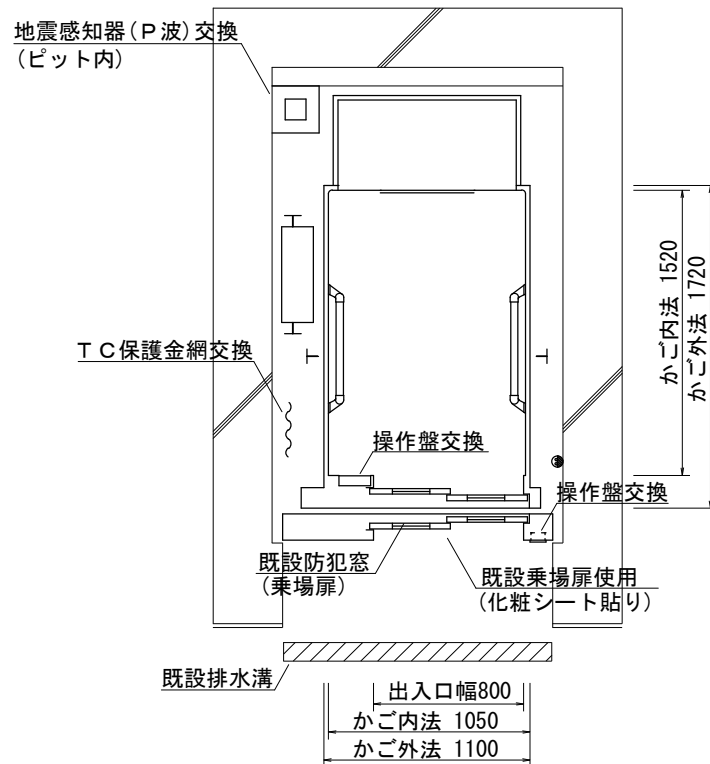 地震感知器(P波)交換
(ピット内)
かご内法 1520
かご外法 1720
TC保護金網交換
操作盤交換
操作盤交換
既設防犯窓
(乗場扉)
既設乗場扉使用
(化粧シート貼り)
既設排水溝
出入口幅800
かご内法 1050
かご外法 1100